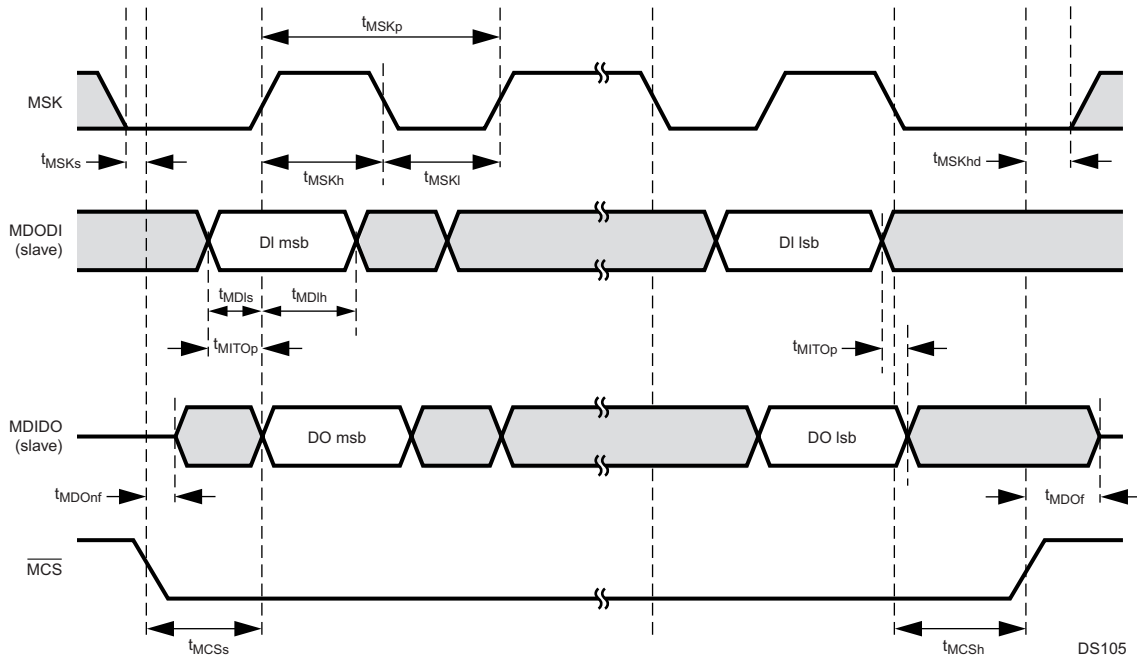 tMSKp
MSK
tMSKs
tMSKh
tMSKl
tMSKhd
MDODI
(slave)
DI msb
DI lsb
tMDIs
tMDIh
tMITOp
tMITOp
MDIDO
(slave)
DO msb
DO lsb
tMDOnf
tMDOf
MCS
tMCSs
tMCSh
DS105